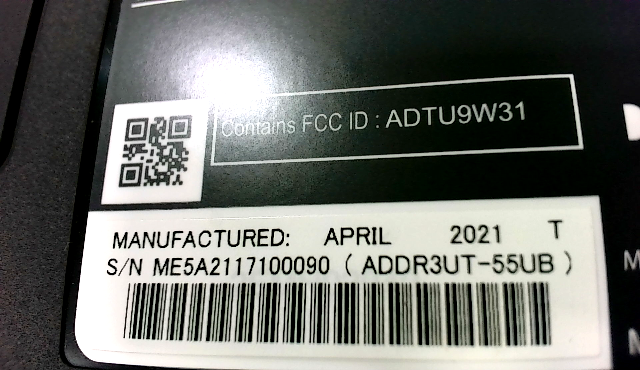 Contains FCC ID : ADTU9W31
MANUFACTURED: APRIL 2021 T
S/N ME5A2117100090 ( ADDR3UT-55UB )